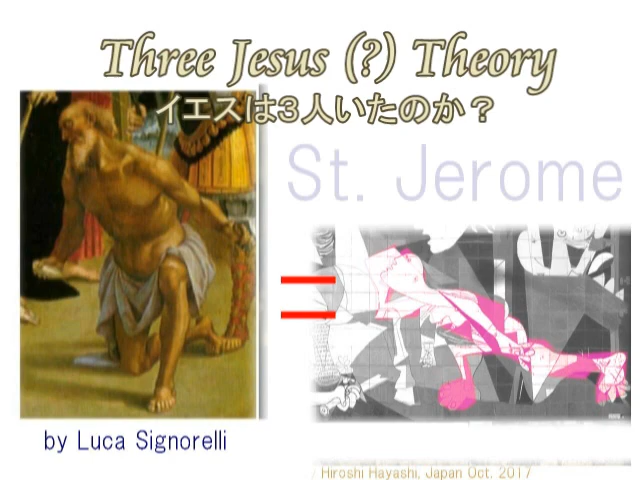 Three Jesus (?) Theory
イエスは3人いたのか？
St. Jerome
by Luca Signorelli
/ Hiroshi Hayashi, Japan Oct. 2017